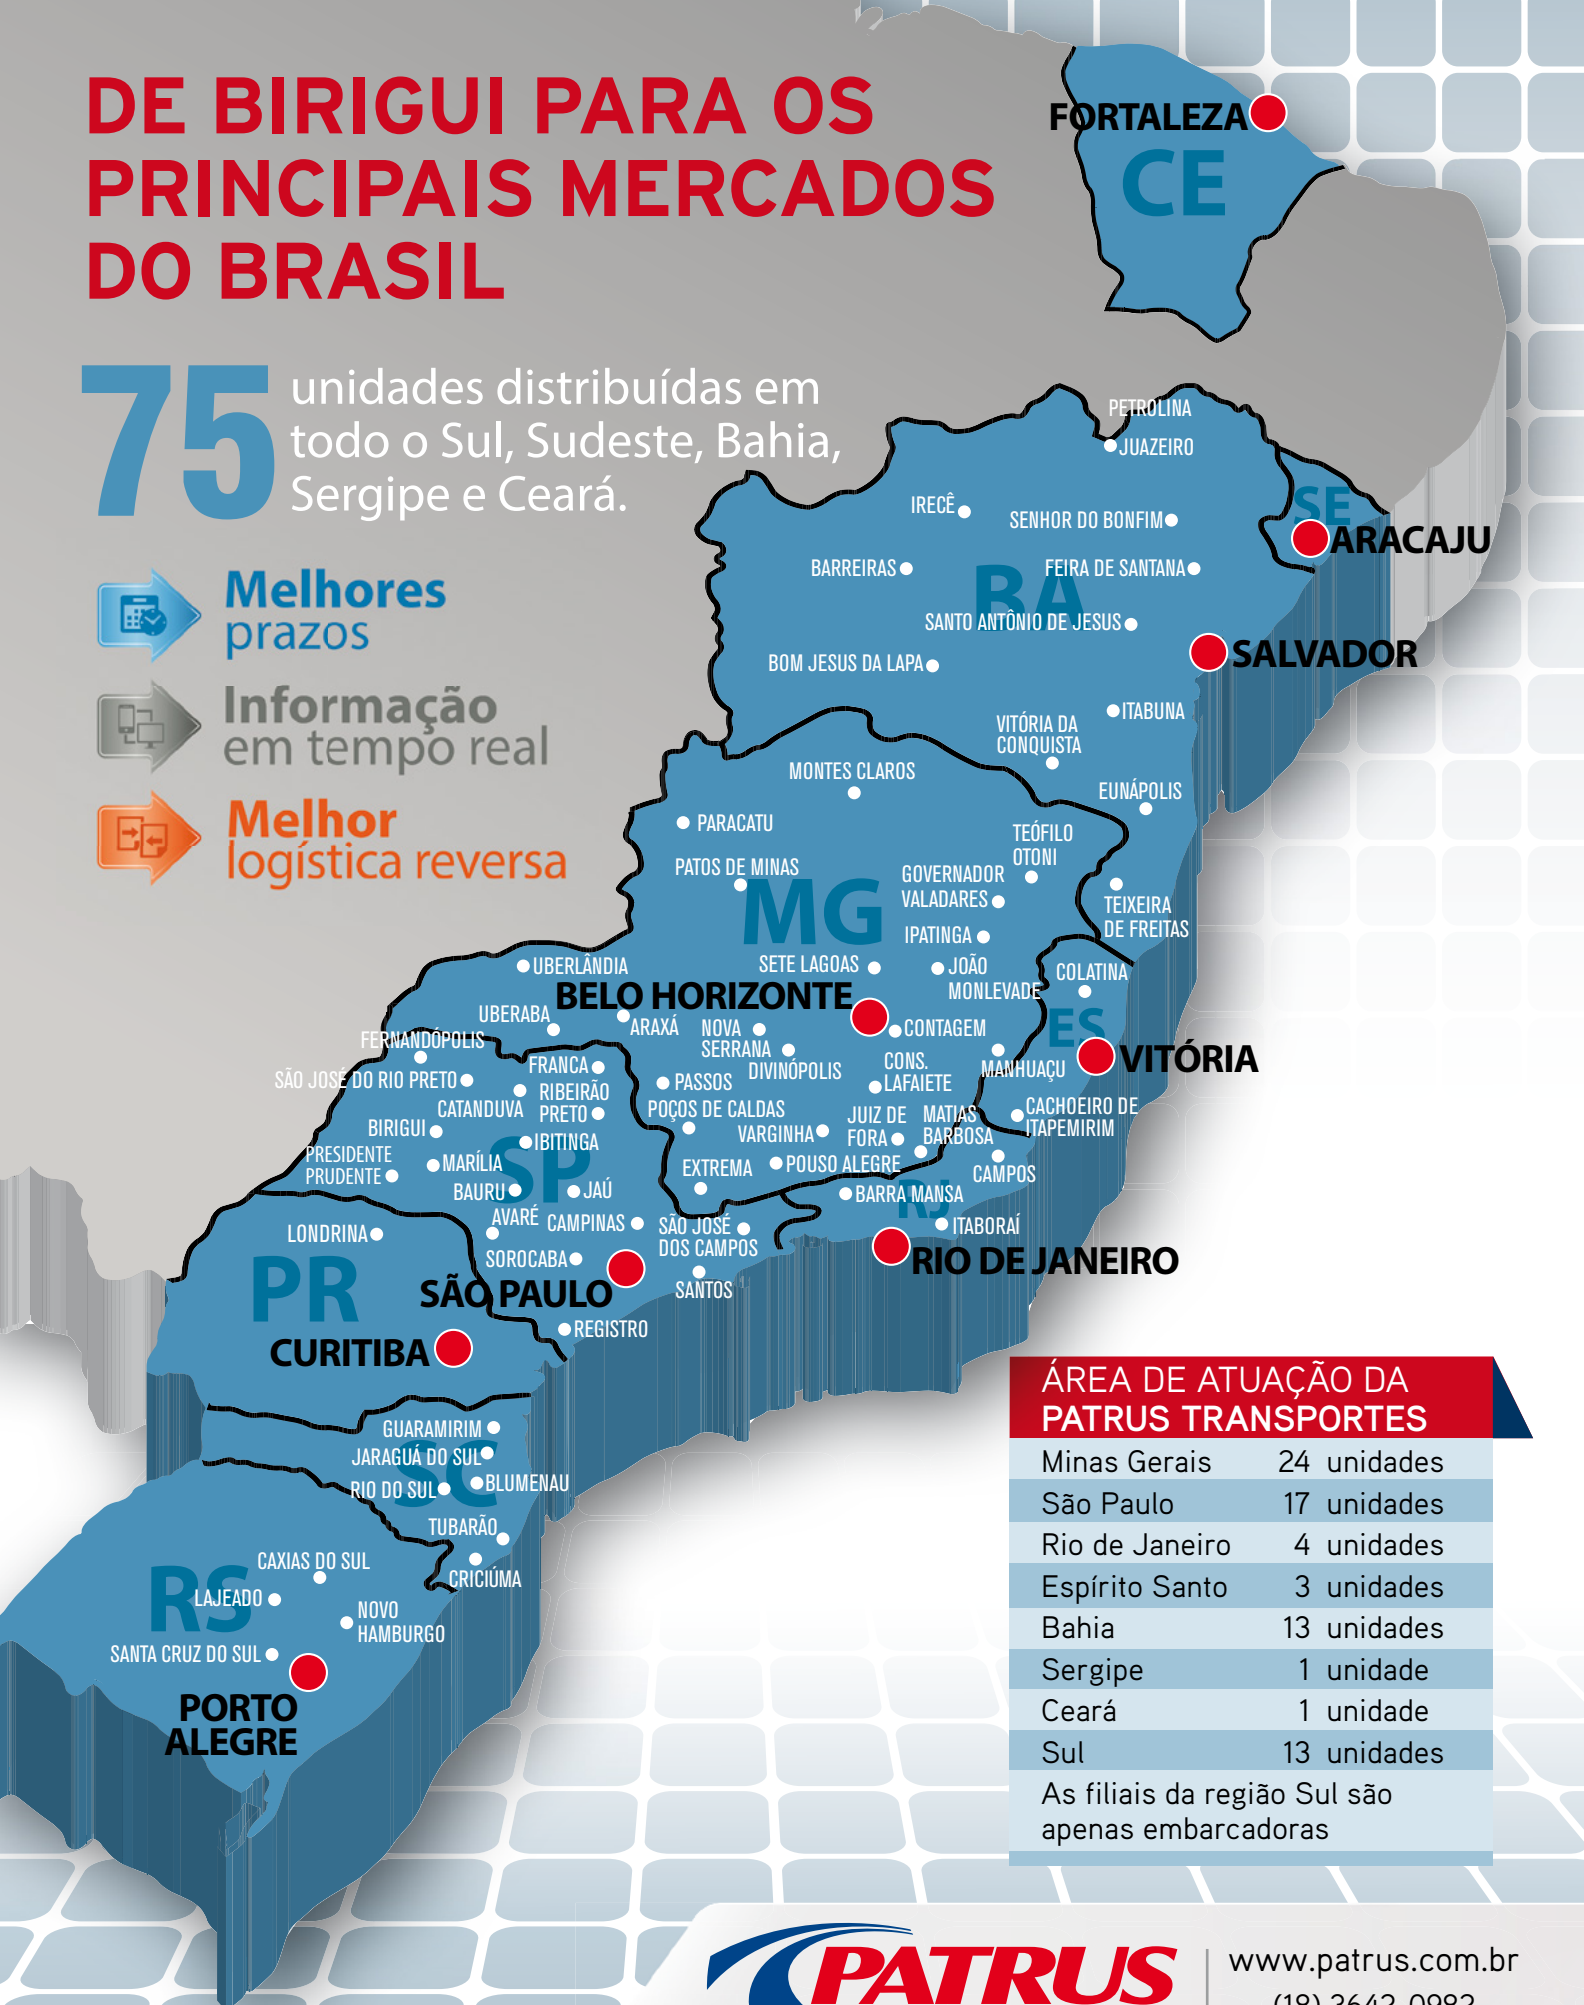 DE BIRIGUI PARA OS
PRINCIPAIS MERCADOS
DO BRASIL
75
unidades distribuídas em
todo o Sul, Sudeste, Bahia,
Sergipe e Ceará.
Melhores
prazos
Informação
em tempo real
Melhor
logística reversa
FORTALEZA
CE
PETROLINA
JUAZEIRO
IRECÊ
SENHOR DO BONFIM
SE
ARACAJU
BARREIRAS
FEIRA DE SANTANA
BA
SANTO ANTÔNIO DE JESUS
SALVADOR
BOM JESUS DA LAPA
ITABUNA
VITÓRIA DA
CONQUISTA
EUNÁPOLIS
TEIXEIRA
DE FREITAS
MONTES CLAROS
PARACATU
TEÓFILO
OTONI
PATOS DE MINAS
GOVERNADOR
VALADARES
MG
IPATINGA
UBERLÂNDIA
SETE LAGOAS
JOÃO
MONLEVADE
BELO HORIZONTE
UBERABA
ARAXÁ
NOVA
SERRANA
CONTAGEM
DIVINÓPOLIS
CONS.
LAFAIETE
MANHUAÇU
PASSOS
POÇOS DE CALDAS
VARGINHA
JUIZ DE
FORA
MATIAS
BARBOSA
EXTREMA
POUSO ALEGRE
COLATINA
ES
VITÓRIA
CACHOEIRO DE
ITAPEMIRIM
CAMPOS
BARRA MANSA
RJ
ITABORAÍ
RIO DE JANEIRO
FERNANDÓPOLIS
SÃO JOSÉ DO RIO PRETO
FRANCA
CATANDUVA
RIBEIRÃO
PRETO
BIRIGUI
IBITINGA
PRESIDENTE
PRUDENTE
MARÍLIA
SP
BAURU
JAÚ
AVARÉ
CAMPINAS
SÃO JOSÉ
DOS CAMPOS
SOROCABA
SÃO PAULO
SANTOS
REGISTRO
LONDRINA
PR
CURITIBA
GUARAMIRIM
JARAGUÁ DO SUL
SC
RIO DO SUL
BLUMENAU
TUBARÃO
CRICIÚMA
CAXIAS DO SUL
RS
LAJEADO
NOVO
HAMBURGO
SANTA CRUZ DO SUL
PORTO
ALEGRE
ÁREA DE ATUAÇÃO DA
PATRUS TRANSPORTES
Minas Gerais 24 unidades
São Paulo 17 unidades
Rio de Janeiro 4 unidades
Espírito Santo 3 unidades
Bahia 13 unidades
Sergipe 1 unidade
Ceará 1 unidade
Sul 13 unidades
As filiais da região Sul são
apenas embarcadoras
PATRUS
www.patrus.com.br
(18) 3642-0982